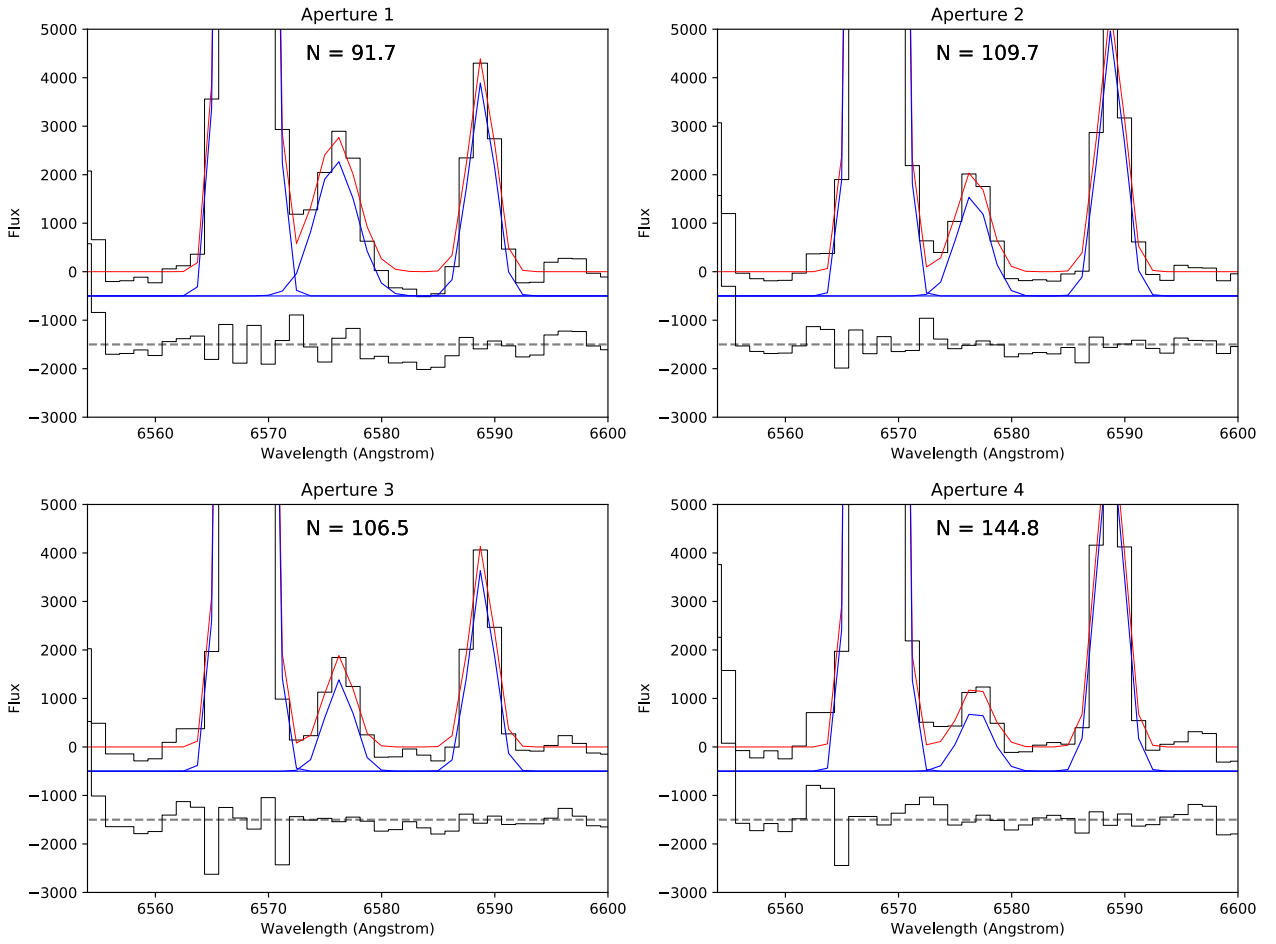 Aperture 1
N = 91.7
Flux
5000
4000
3000
2000
1000
0
−1000
−2000
−3000
6560 6570 6580 6590 6600
Wavelength (Angstrom)
Aperture 2
N = 109.7
Flux
5000
4000
3000
2000
1000
0
−1000
−2000
−3000
6560 6570 6580 6590 6600
Wavelength (Angstrom)
Aperture 3
N = 106.5
Flux
5000
4000
3000
2000
1000
0
−1000
−2000
−3000
6560 6570 6580 6590 6600
Wavelength (Angstrom)
Aperture 4
N = 144.8
Flux
5000
4000
3000
2000
1000
0
−1000
−2000
−3000
6560 6570 6580 6590 6600
Wavelength (Angstrom)